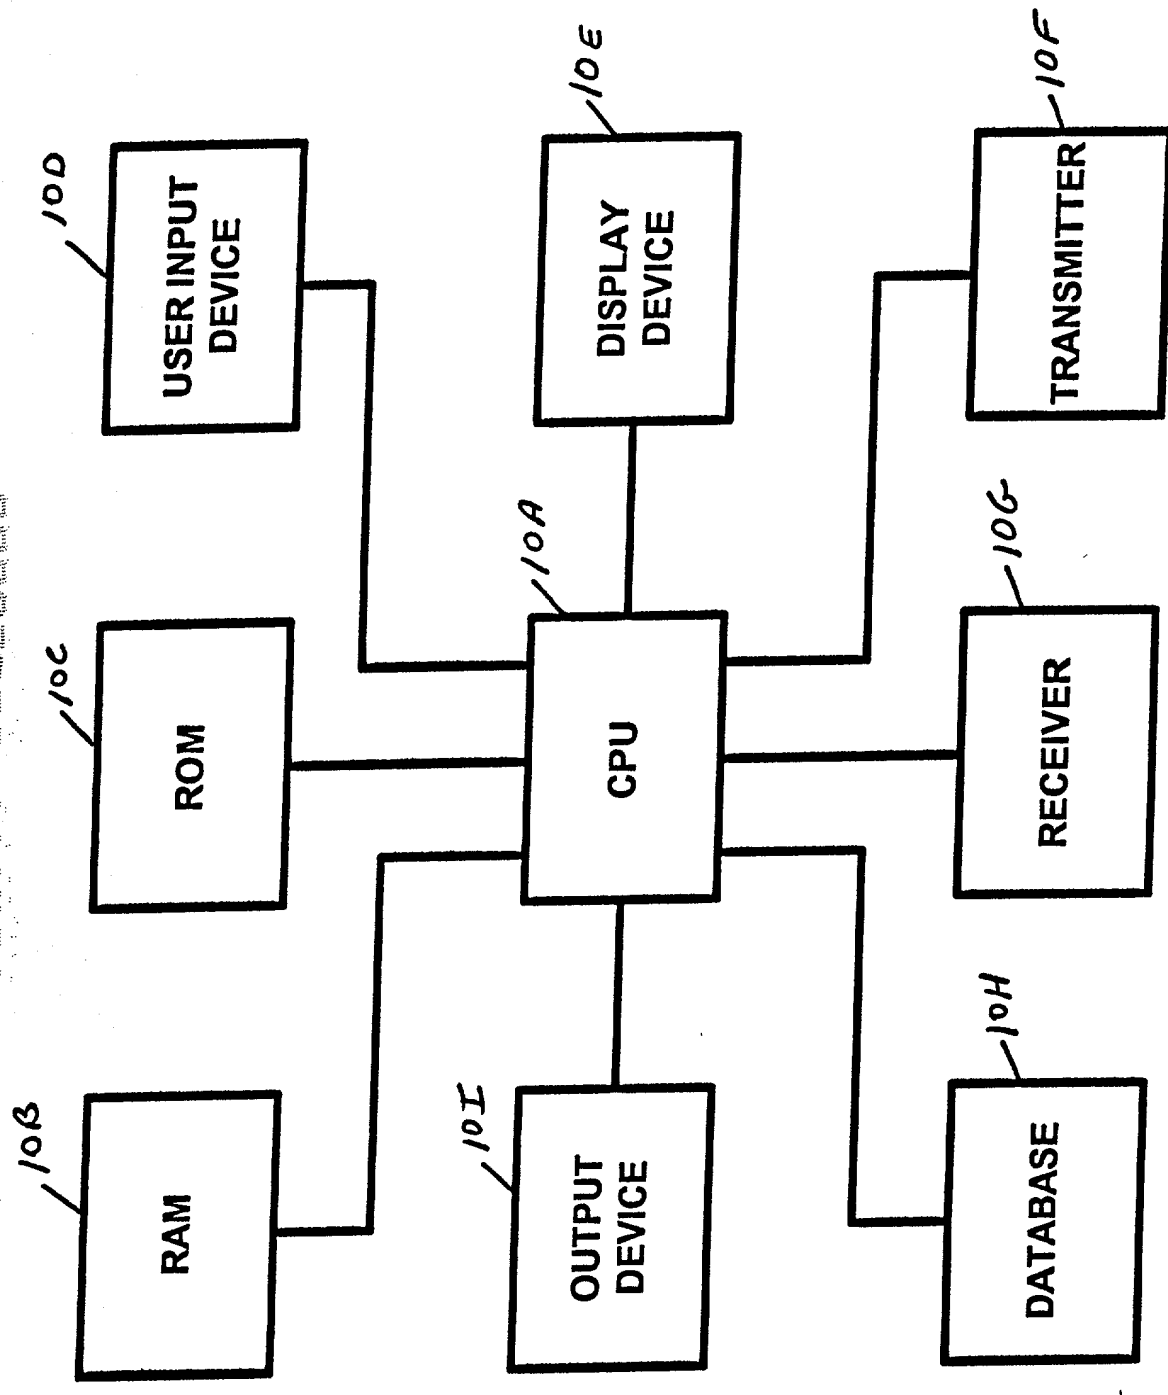 10B
RAM
10C
ROM
10D
USER INPUT
DEVICE
10I
OUTPUT
DEVICE
10A
CPU
10E
DISPLAY
DEVICE
10H
DATABASE
10G
RECEIVER
10F
TRANSMITTER